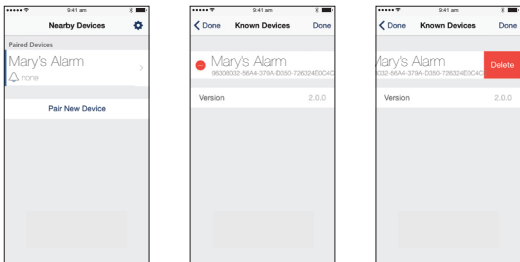 9:41 am
Nearby Devices
Paired Devices
Mary's Alarm
none
Pair New Device
9:41 am
Done Known Devices Done
Mary's Alarm
Version 2.0.0
9:41 am
Done Known Devices Done
Mary's Alarm
Delete
Version 2.0.0